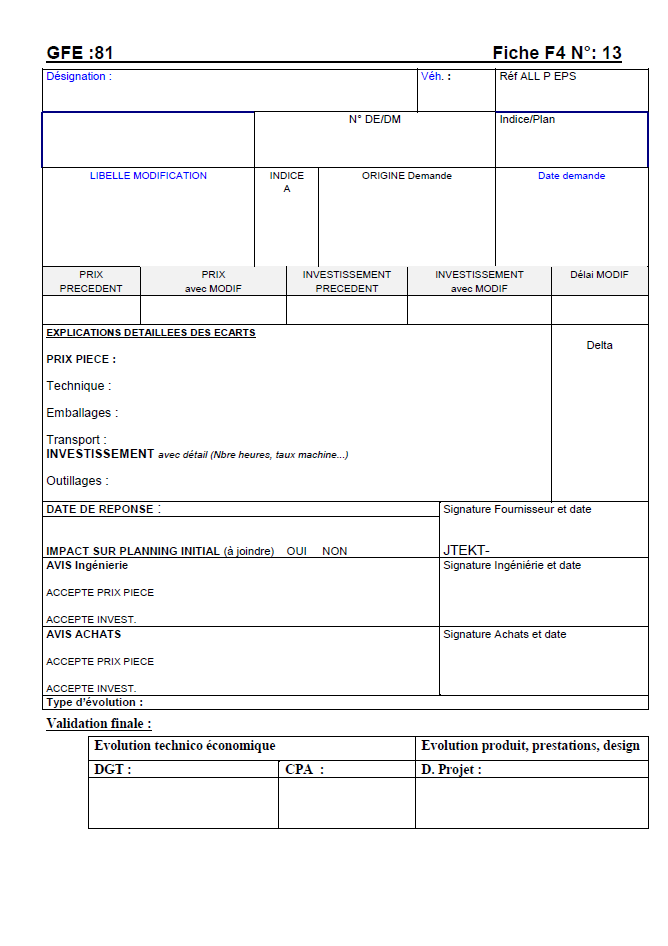 GFE :81 Fiche F4 N°: 13
Désignation : Véh. : Réf ALL P EPS
N° DE/DM Indice/Plan
LIBELLE MODIFICATION INDICE ORIGINE Demande Date demande
A
PRIX PRIX INVESTISSEMENT INVESTISSEMENT Délai MODIF
PRECEDENT avec MODIF PRECEDENT avec MODIF
EXPLICATIONS DETAILLEES DES ECARTS
Delta
PRIX PIECE :
Technique :
Emballages :
Transport :
INVESTISSEMENT avec détail (Nbre heures, taux machine...)
Outillages :
DATE DE REPONSE : Signature Fournisseur et date
IMPACT SUR PLANNING INITIAL (à joindre) OUI NON JTEKT-
AVIS Ingénierie Signature Ingéniérie et date
ACCEPTE PRIX PIECE
ACCEPTE INVEST.
AVIS ACHATS Signature Achats et date
ACCEPTE PRIX PIECE
ACCEPTE INVEST.
Type d'évolution :
Validation finale :
Evolution technico économique Evolution produit, prestations, design
DGT : CPA : D. Projet :